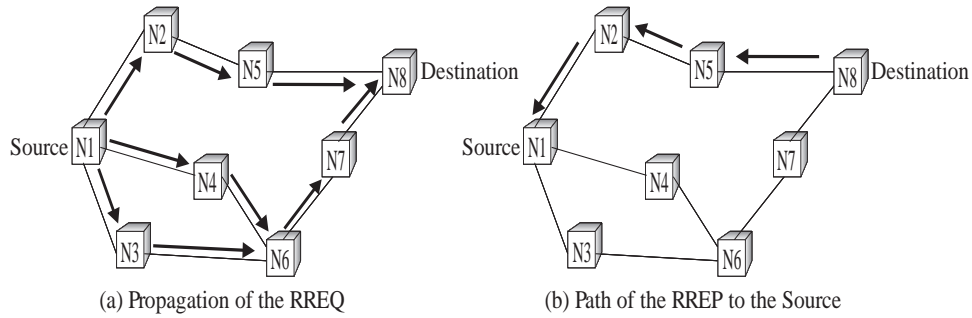 N2
N5
N8 Destination
Source N1
N7
N4
N3
N6
(a) Propagation of the RREQ
N2
N5
N8 Destination
Source N1
N7
N4
N3
N6
(b) Path of the RREP to the Source